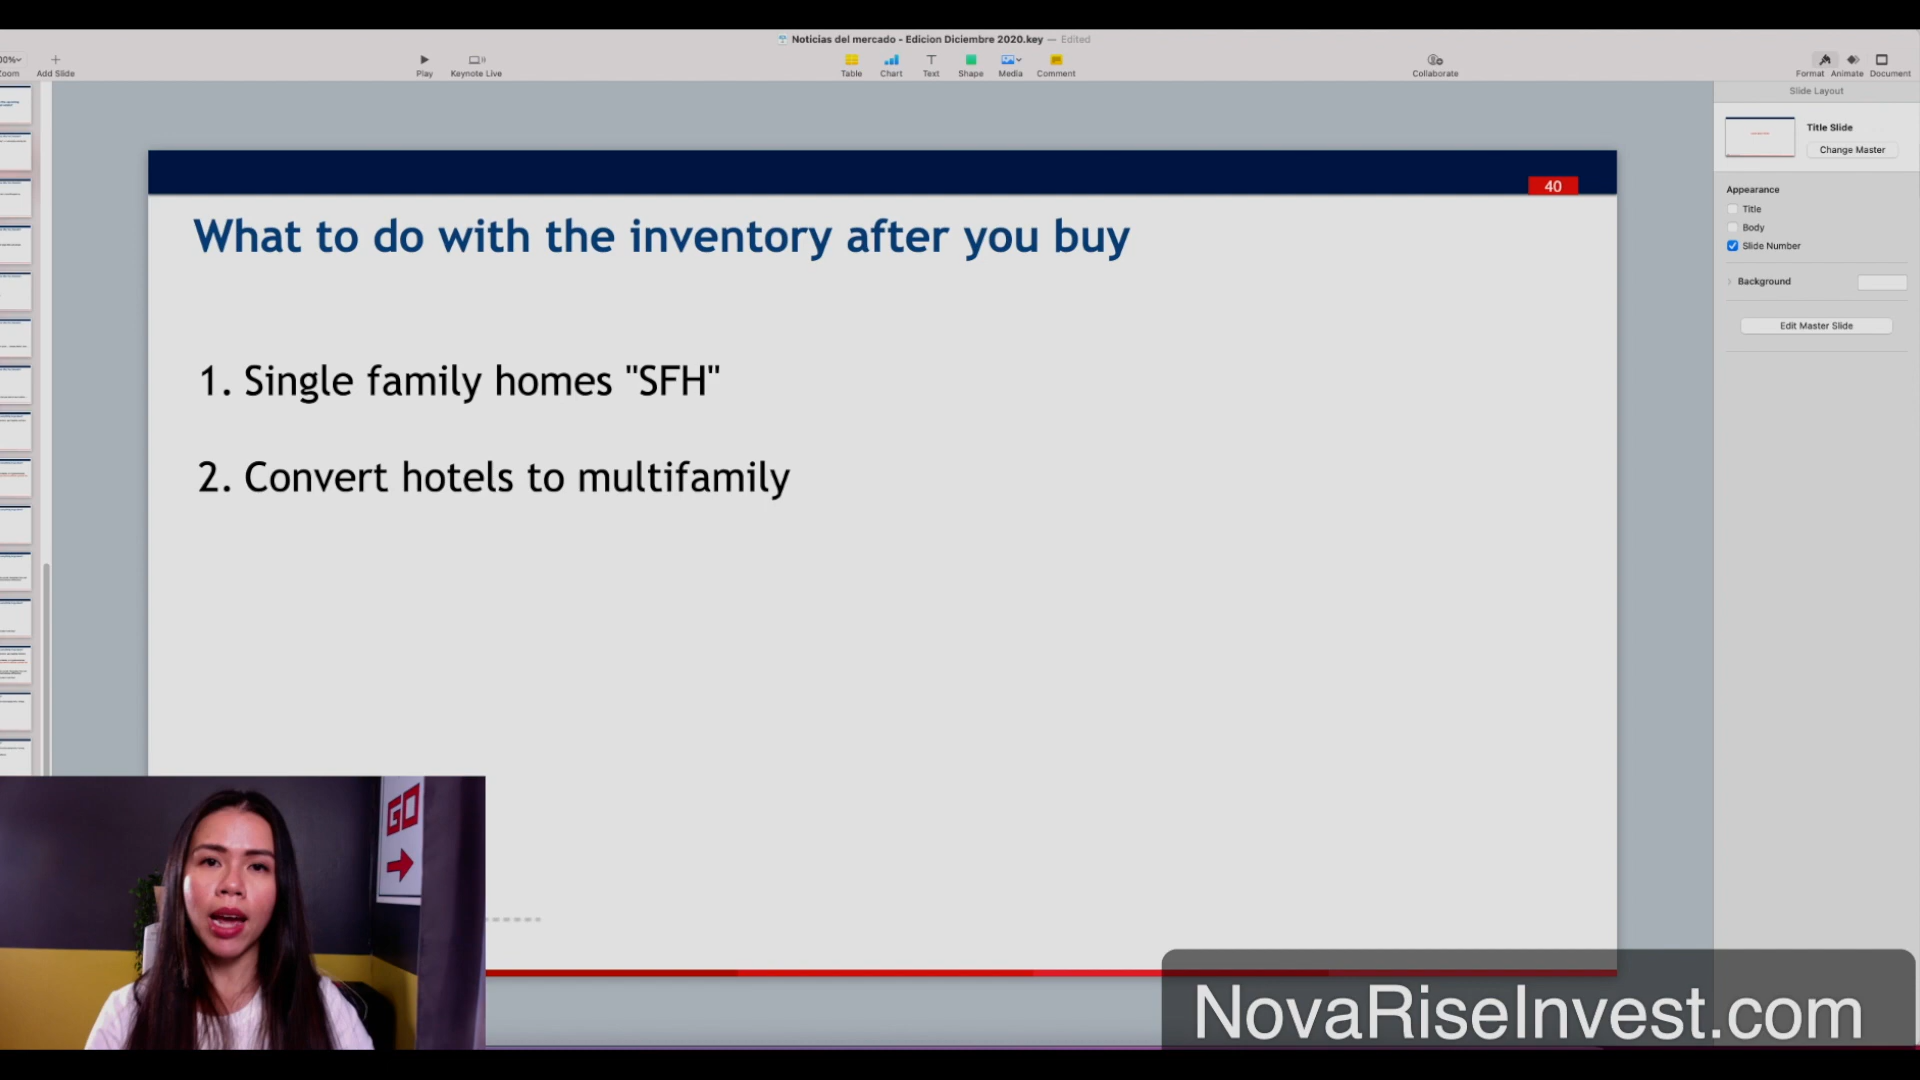 Noticias del mercado - Edicion Diciembre 2020.key — Edited
Zoom
Add Slide
Play
Keynote Live
Table
Chart
Text
Shape
Media
Comment
Collaborate
Format
Animate
Document
Slide Layout
Title Slide
Change Master
Appearance
Title
Body
Slide Number
Background
Edit Master Slide
40
What to do with the inventory after you buy
1. Single family homes "SFH"
2. Convert hotels to multifamily
GO
NovaRiseInvest.com